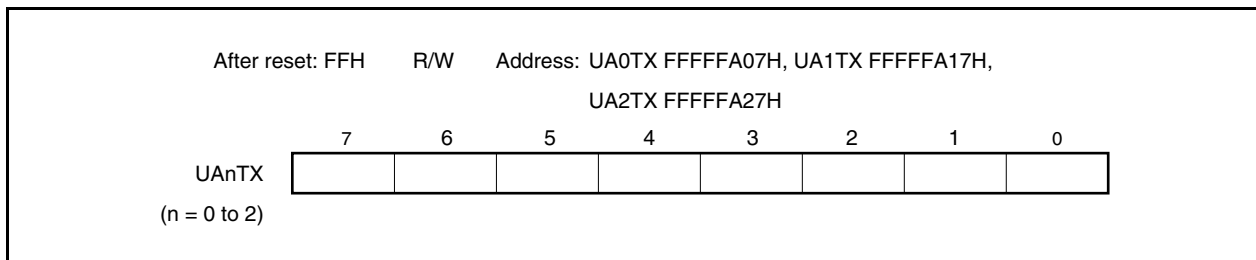 After reset: FFH R/W Address: UA0TX FFFFFA07H, UA1TX FFFFFA17H,
UA2TX FFFFFA27H
7 6 5 4 3 2 1 0
UAnTX
(n = 0 to 2)